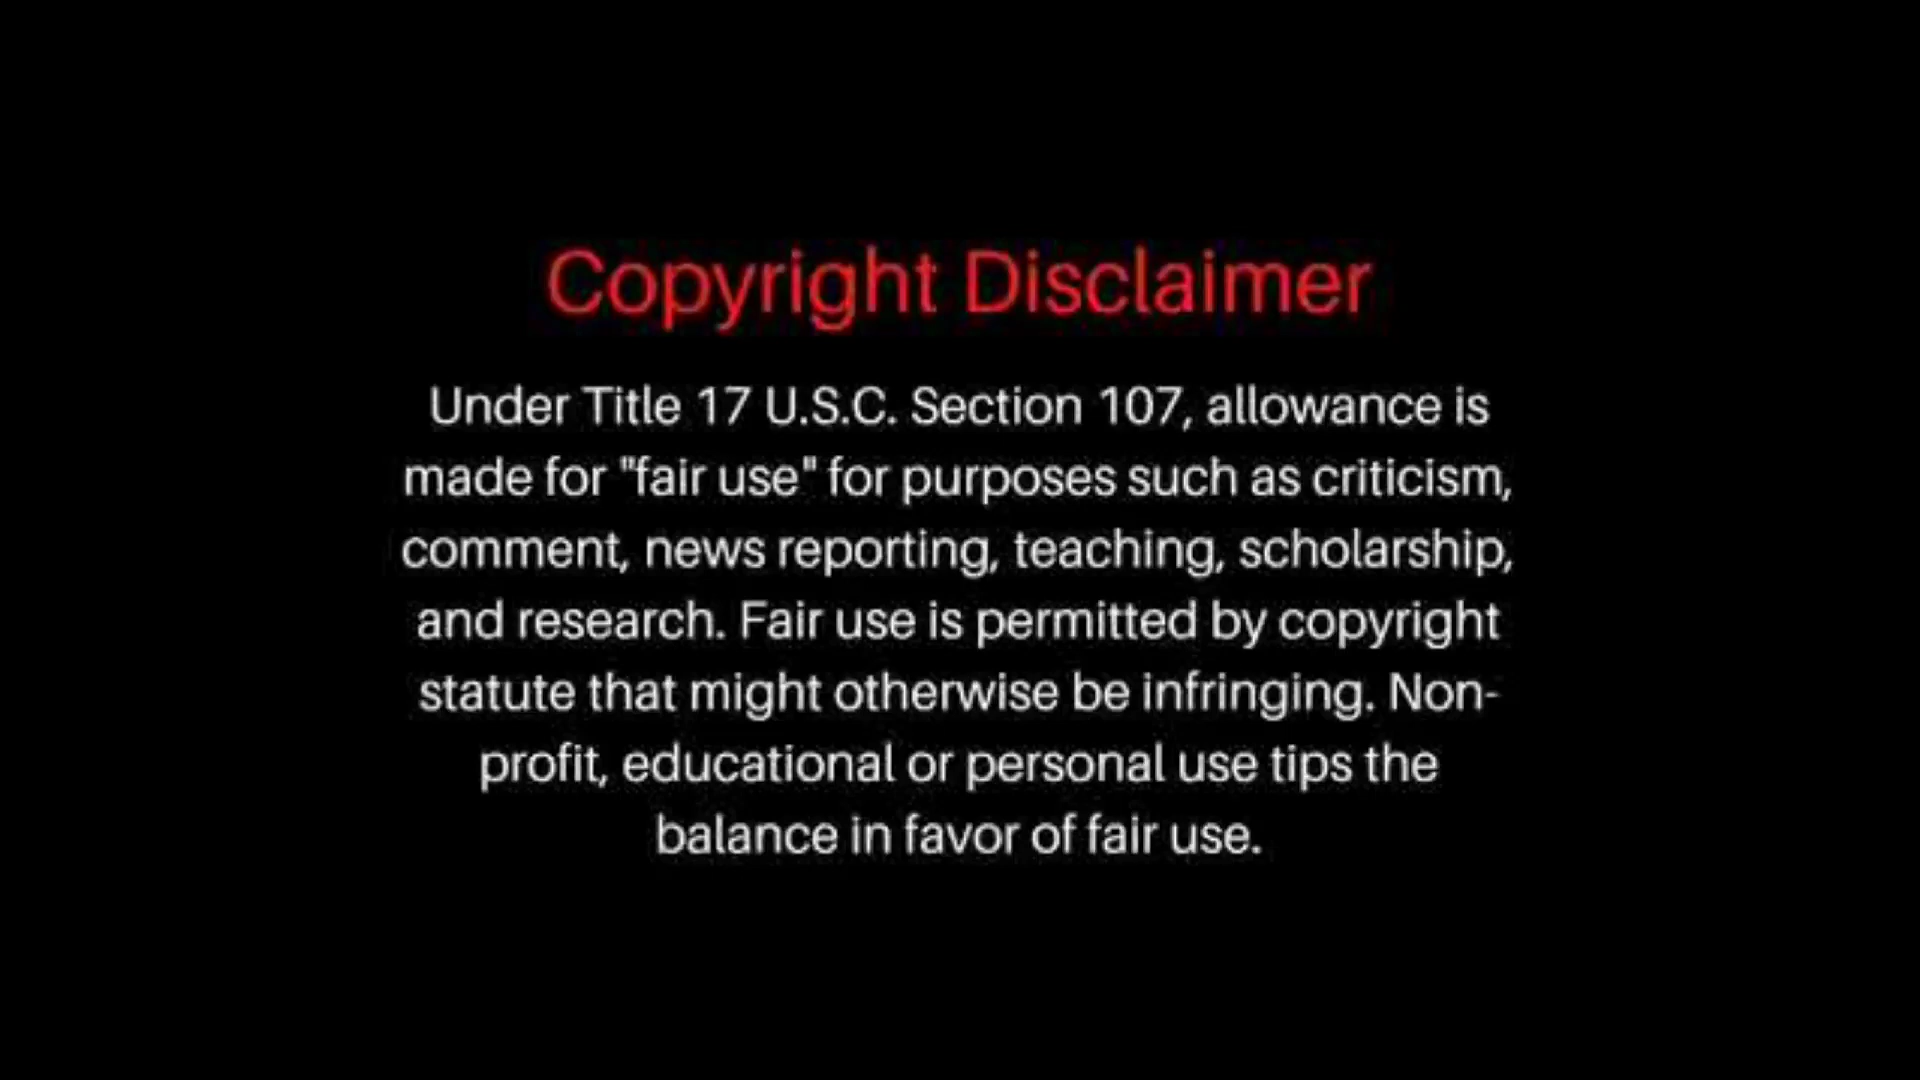 Copyright Disclaimer
Under Title 17 U.S.C. Section 107, allowance is
made for "fair use" for purposes such as criticism,
comment, news reporting, teaching, scholarship,
and research. Fair use is permitted by copyright
statute that might otherwise be infringing. Non-
profit, educational or personal use tips the
balance in favor of fair use.